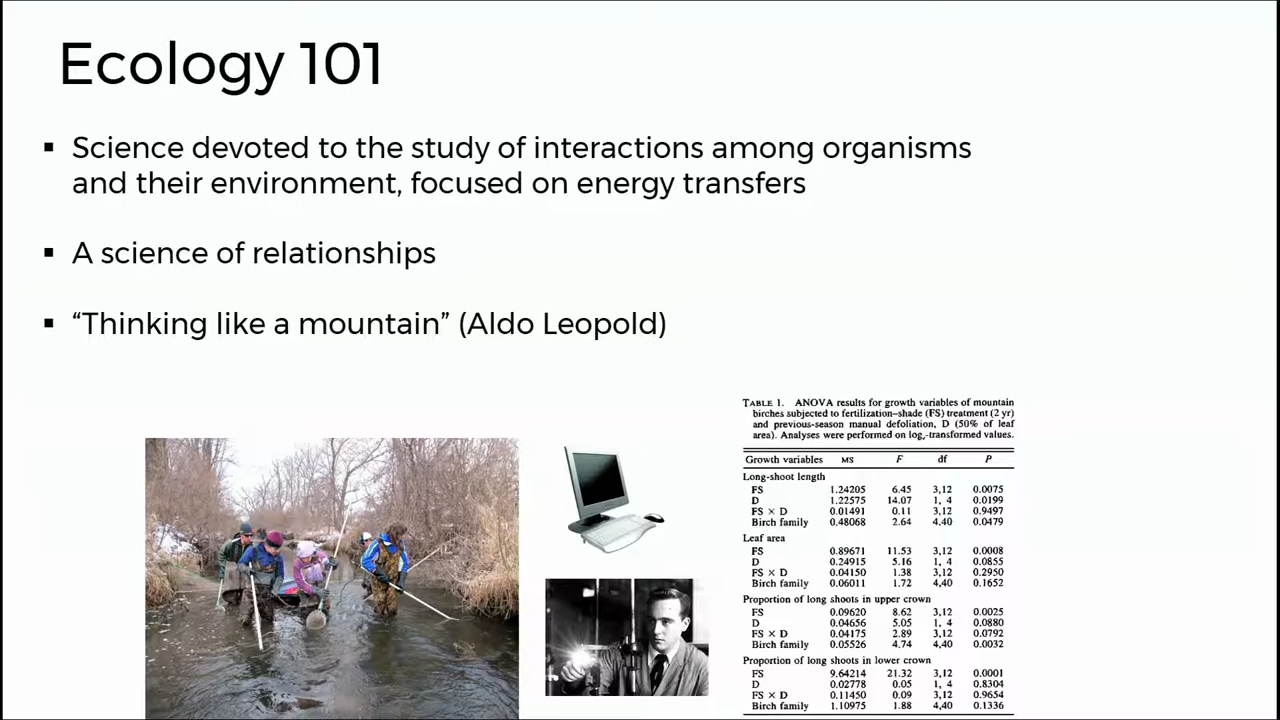 Ecology 101
▪ Science devoted to the study of interactions among organisms
and their environment, focused on energy transfers
▪ A science of relationships
▪ “Thinking like a mountain” (Aldo Leopold)
TABLE 1. ANOVA results for growth variables of mountain
birches subjected to fertilization–shade (FS) treatment (2 yr)
and previous-season manual defoliation, D (50% of leaf
area). Analyses were performed on logₑ-transformed values.
Growth variables MS F df P
Long-shoot length
FS 1.24205 6.45 3,12 0.0075
D 1.22575 14.07 1, 4 0.0199
FS × D 0.01491 0.11 3,12 0.9497
Birch family 0.48068 2.64 4,40 0.0479
Leaf area
FS 0.89671 11.53 3,12 0.0008
D 0.24915 5.16 1, 4 0.0855
FS × D 0.04150 1.38 3,12 0.2950
Birch family 0.06011 1.72 4,40 0.1652
Proportion of long shoots in upper crown
FS 0.09620 8.62 3,12 0.0025
D 0.04656 5.05 1, 4 0.0880
FS × D 0.04175 2.89 3,12 0.0792
Birch family 0.05526 4.74 4,40 0.0032
Proportion of long shoots in lower crown
FS 9.64214 21.32 3,12 0.0001
D 0.02778 0.05 1, 4 0.8304
FS × D 0.11450 0.09 3,12 0.9654
Birch family 1.10975 1.88 4,40 0.1336